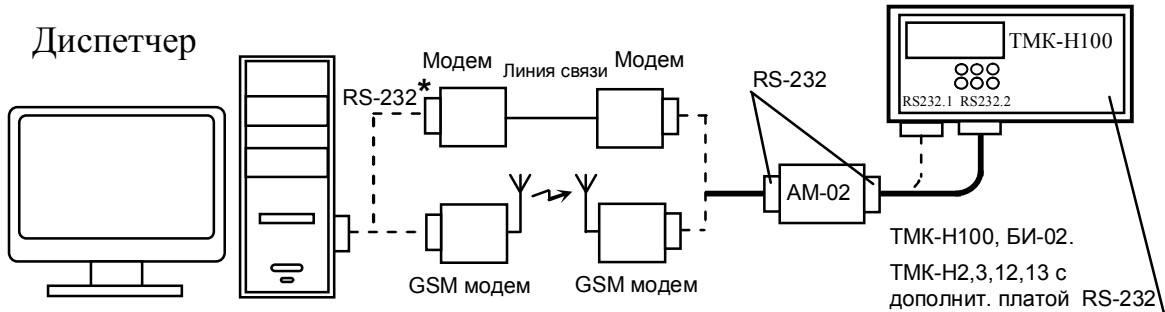 Диспетчер
RS-232*
Модем
Линия связи
Модем
GSM модем
GSM модем
RS-232
АМ-02
ТМК-Н100
RS232.1 RS232.2
ТМК-Н100, БИ-02.
ТМК-Н2,3,12,13 с
дополнит. платой RS-232